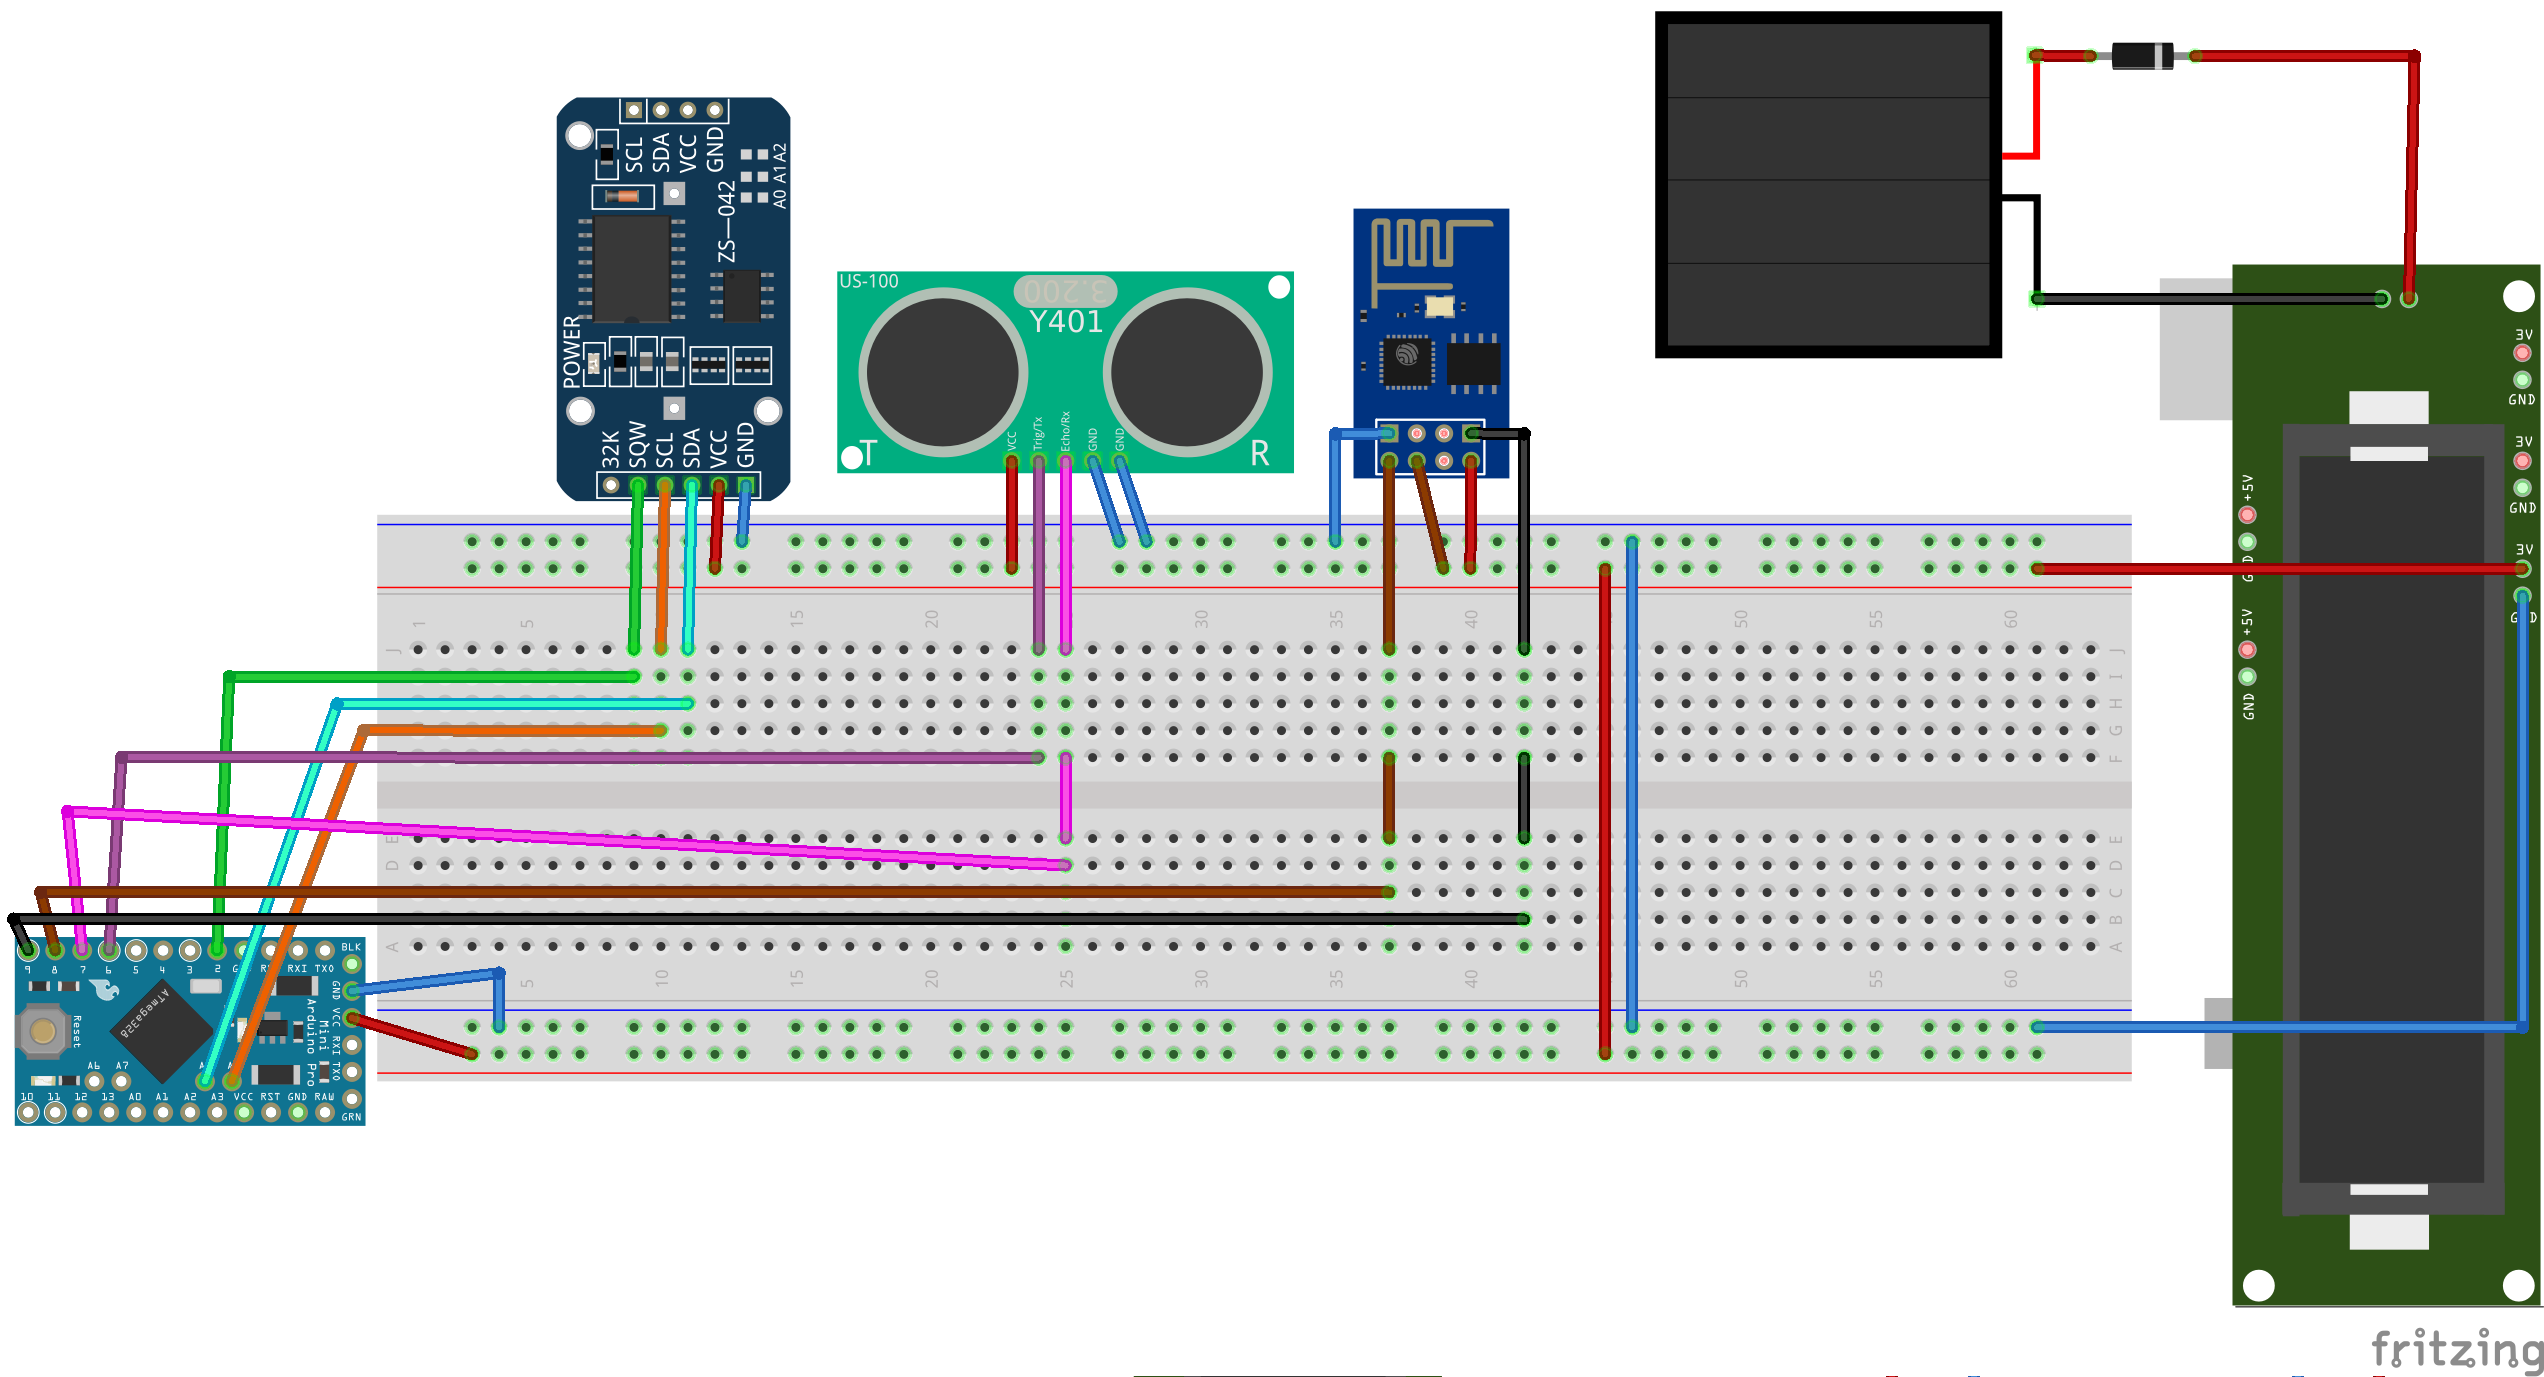 SCL SDA VCC GND
A0 A1 A2
ZS-042
POWER
32K SQW SCL SDA VCC GND
US-100
3.200
Y401
VCC Trig/Tx Echo/Rx GND GND
T R
3V
GND
3V
GND
3V
+5V
GND
+5V
GND
1 5 15 20 30 35 40 50 55 60
J J
I
H
G
F
E E
D D
C
B
A A
5 10 15 20 25 30 35 40 50 55 60
9 8 7 6 5 4 3 2 RXI TXO BLK
GND VCC RXI TXO GRN
Reset
ATmega328
Arduino Pro
Mini
A6 A7
10 11 12 13 A0 A1 A2 A3 VCC RST GND RAW
fritzing